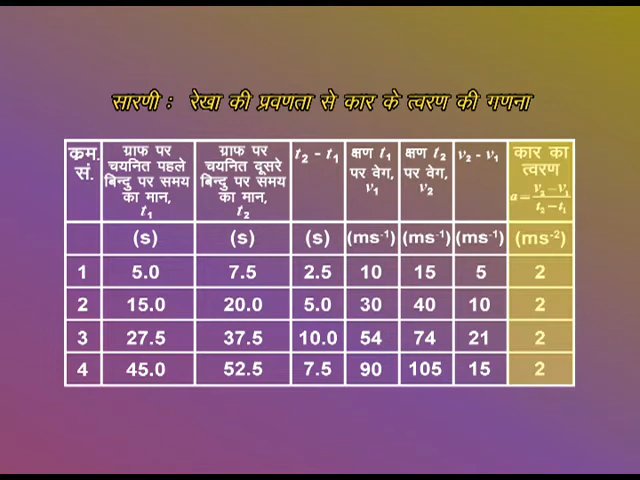 सारणी : रेखा की प्रवणता से कार के त्वरण की गणना
क्रम. सं. | ग्राफ पर चयनित पहले बिन्दु पर समय का मान, t₁ | ग्राफ पर चयनित दूसरे बिन्दु पर समय का मान, t₂ | t₂ - t₁ | क्षण t₁ पर वेग, v₁ | क्षण t₂ पर वेग, v₂ | v₂ - v₁ | कार का त्वरण a = (v₂ - v₁)/(t₂ - t₁)
(s) | (s) | (s) | (ms⁻¹) | (ms⁻¹) | (ms⁻¹) | (ms⁻²)
1 | 5.0 | 7.5 | 2.5 | 10 | 15 | 5 | 2
2 | 15.0 | 20.0 | 5.0 | 30 | 40 | 10 | 2
3 | 27.5 | 37.5 | 10.0 | 54 | 74 | 21 | 2
4 | 45.0 | 52.5 | 7.5 | 90 | 105 | 15 | 2